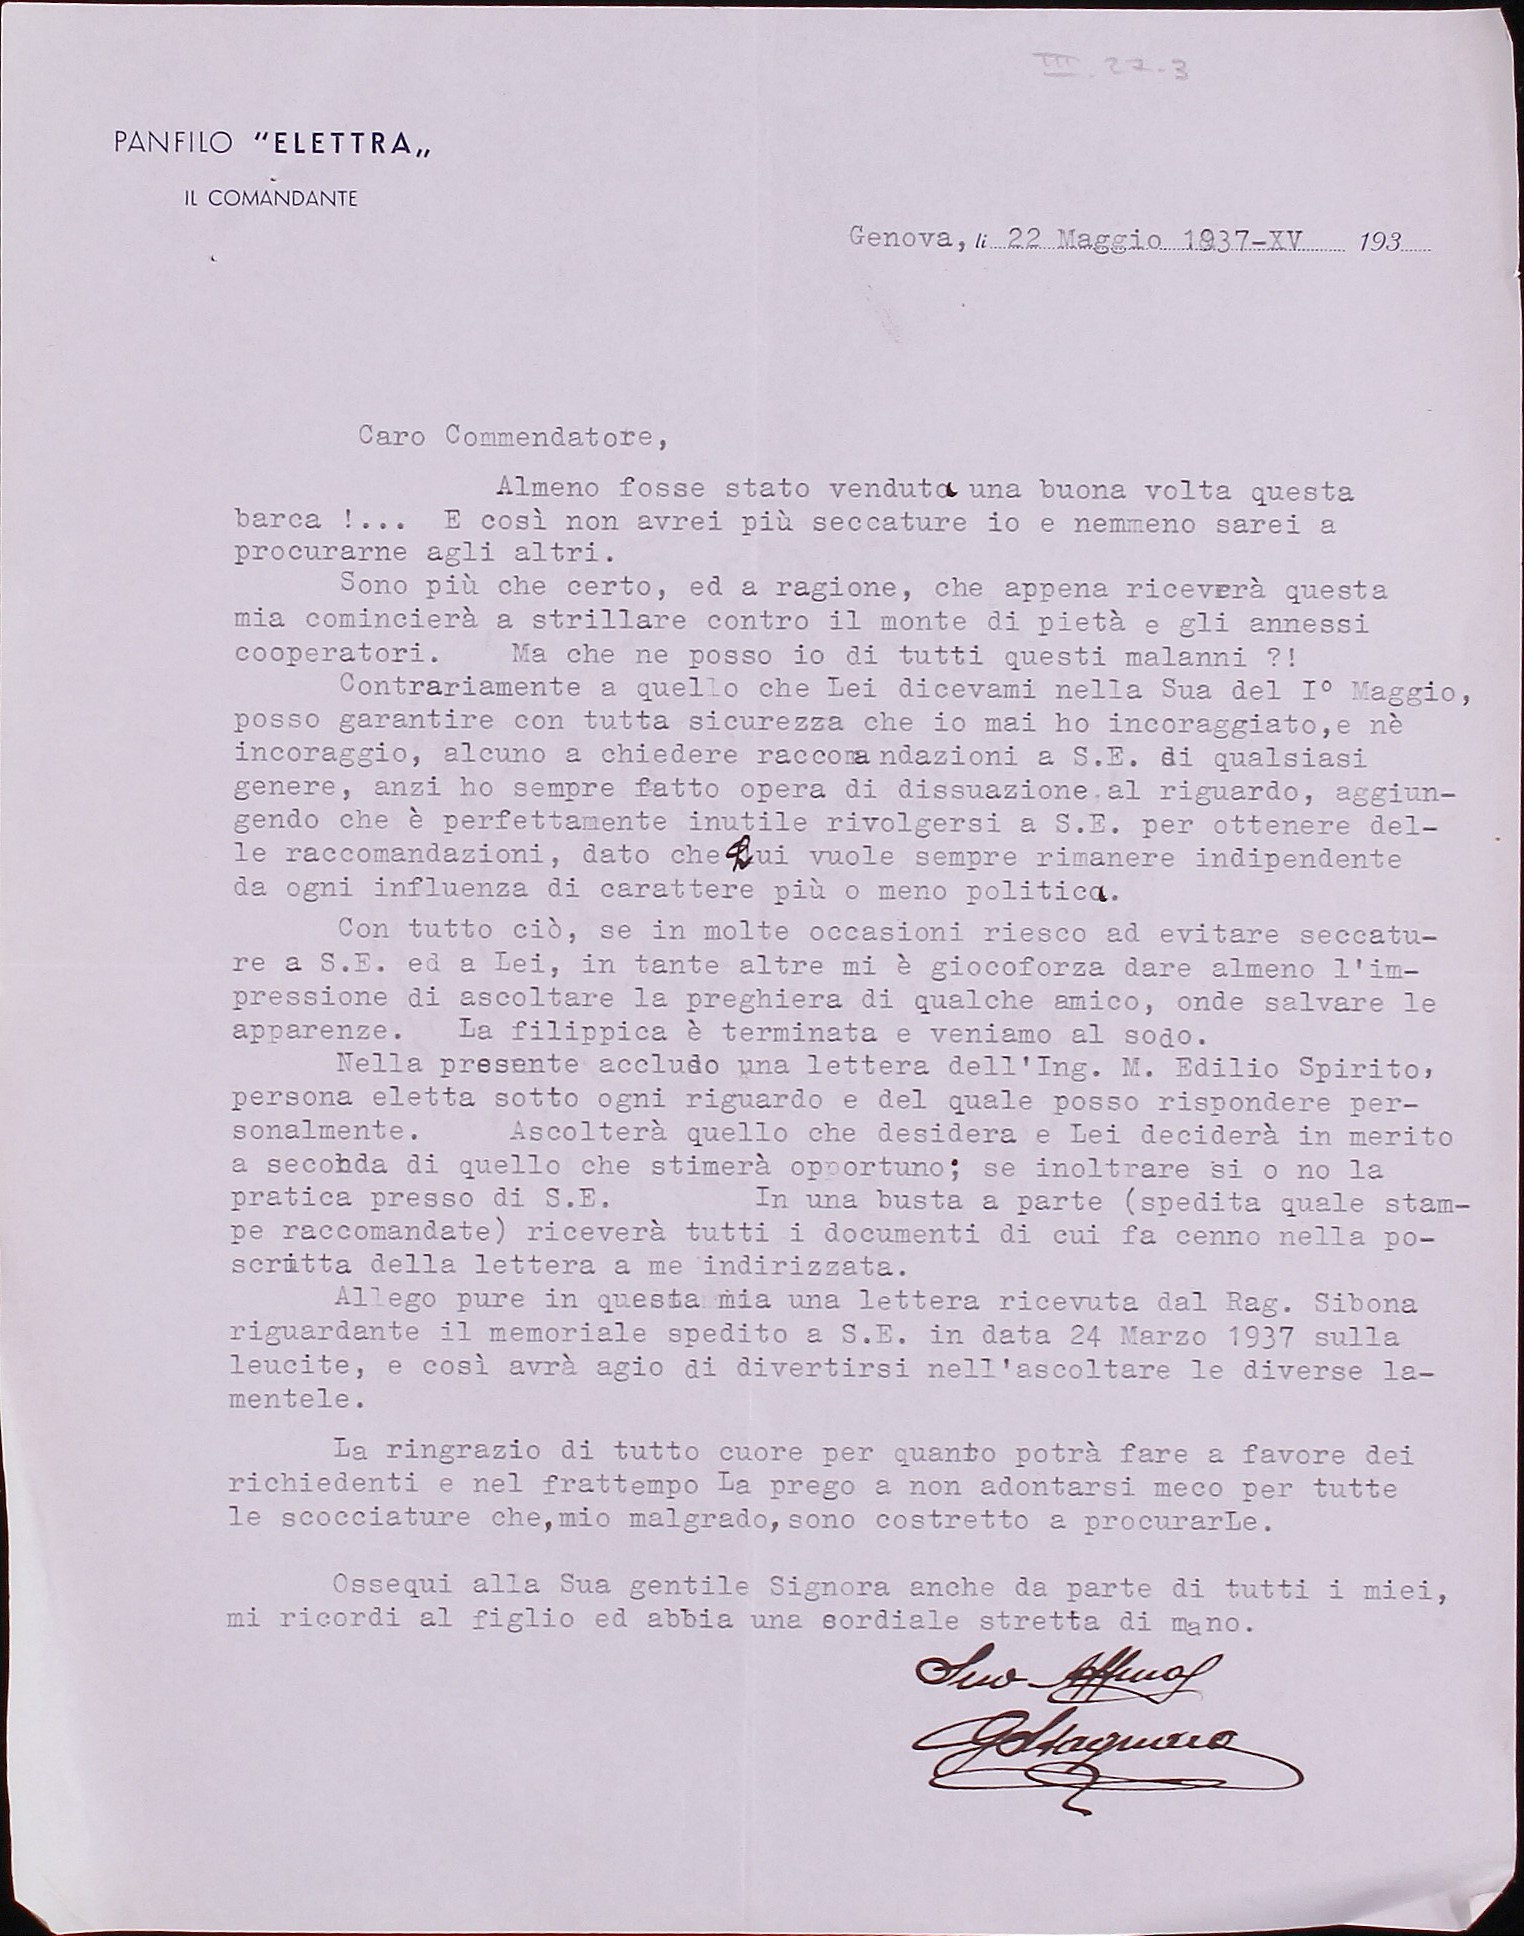 III.27-3
PANFILO "ELETTRA„
IL COMANDANTE
Genova, li 22 Maggio 1937-XV 193
Caro Commendatore,
Almeno fosse stato venduta una buona volta questa
barca !... E così non avrei più seccature io e nemmeno sarei a
procurarne agli altri.
Sono più che certo, ed a ragione, che appena riceverà questa
mia comincierà a strillare contro il monte di pietà e gli annessi
cooperatori. Ma che ne posso io di tutti questi malanni ?!
Contrariamente a quello che Lei dicevami nella Sua del I° Maggio,
posso garantire con tutta sicurezza che io mai ho incoraggiato,e nè
incoraggio, alcuno a chiedere raccomandazioni a S.E. di qualsiasi
genere, anzi ho sempre fatto opera di dissuazione al riguardo, aggiun-
gendo che è perfettamente inutile rivolgersi a S.E. per ottenere del-
le raccomandazioni, dato che Lui vuole sempre rimanere indipendente
da ogni influenza di carattere più o meno politica.
Con tutto ciò, se in molte occasioni riesco ad evitare seccatu-
re a S.E. ed a Lei, in tante altre mi è giocoforza dare almeno l'im-
pressione di ascoltare la preghiera di qualche amico, onde salvare le
apparenze. La filippica è terminata e veniamo al sodo.
Nella presente accludo una lettera dell'Ing. M. Edilio Spirito,
persona eletta sotto ogni riguardo e del quale posso rispondere per-
sonalmente. Ascolterà quello che desidera e Lei deciderà in merito
a seconda di quello che stimerà opportuno; se inoltrare si o no la
pratica presso di S.E. In una busta a parte (spedita quale stam-
pe raccomandate) riceverà tutti i documenti di cui fa cenno nella po-
scritta della lettera a me indirizzata.
Allego pure in questa mia una lettera ricevuta dal Rag. Sibona
riguardante il memoriale spedito a S.E. in data 24 Marzo 1937 sulla
leucite, e così avrà agio di divertirsi nell'ascoltare le diverse la-
mentele.
La ringrazio di tutto cuore per quanto potrà fare a favore dei
richiedenti e nel frattempo La prego a non adontarsi meco per tutte
le scocciature che,mio malgrado,sono costretto a procurarLe.
Ossequi alla Sua gentile Signora anche da parte di tutti i miei,
mi ricordi al figlio ed abbia una cordiale stretta di mano.
Suo Affmo
GStagnaro